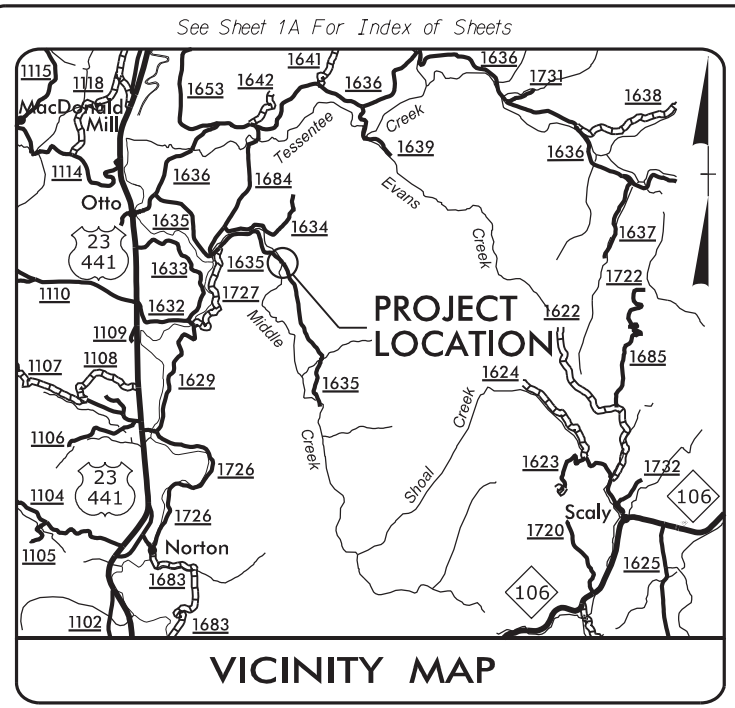 See Sheet 1A For Index of Sheets
1115
1118
1653
1642
1641
1636
1636
1731
1638
MacDonalds
Mill
Tessentee
Creek
1639
1636
1114
1636
1684
Evans
Otto
1635
1634
Creek
1637
23
441
1633
1635
1722
1110
1632
1727
PROJECT
LOCATION
Middle
1622
1109
1107
1108
1624
1685
1629
1635
Creek
1106
Creek
1623
1732
23
441
1726
Shoal
106
1104
Scaly
1726
1720
1105
Norton
1625
1683
106
1102
1683
VICINITY MAP